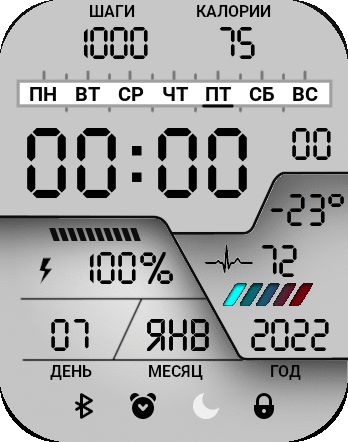 ШАГИ КАЛОРИИ
1000 75
ПН ВТ СР ЧТ ПТ СБ ВС
00:00 00
-23°
100% 72
07 ЯНВ 2022
ДЕНЬ МЕСЯЦ ГОД